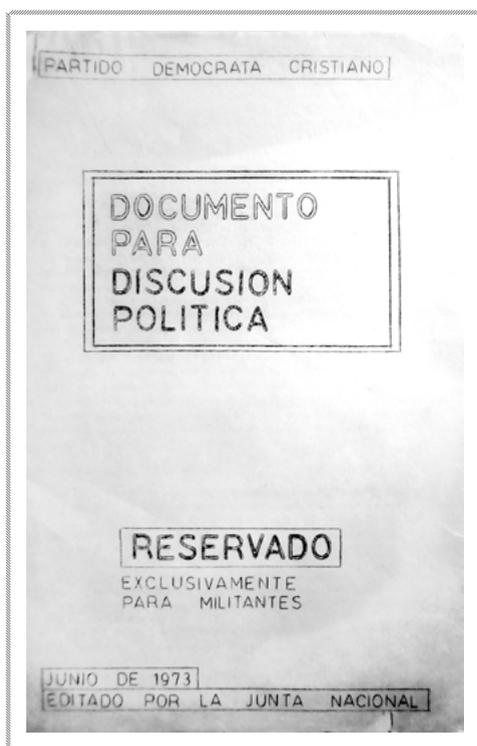 PARTIDO DEMOCRATA CRISTIANO
DOCUMENTO
PARA
DISCUSION
POLITICA
RESERVADO
EXCLUSIVAMENTE
PARA MILITANTES
JUNIO DE 1973
EDITADO POR LA JUNTA NACIONAL